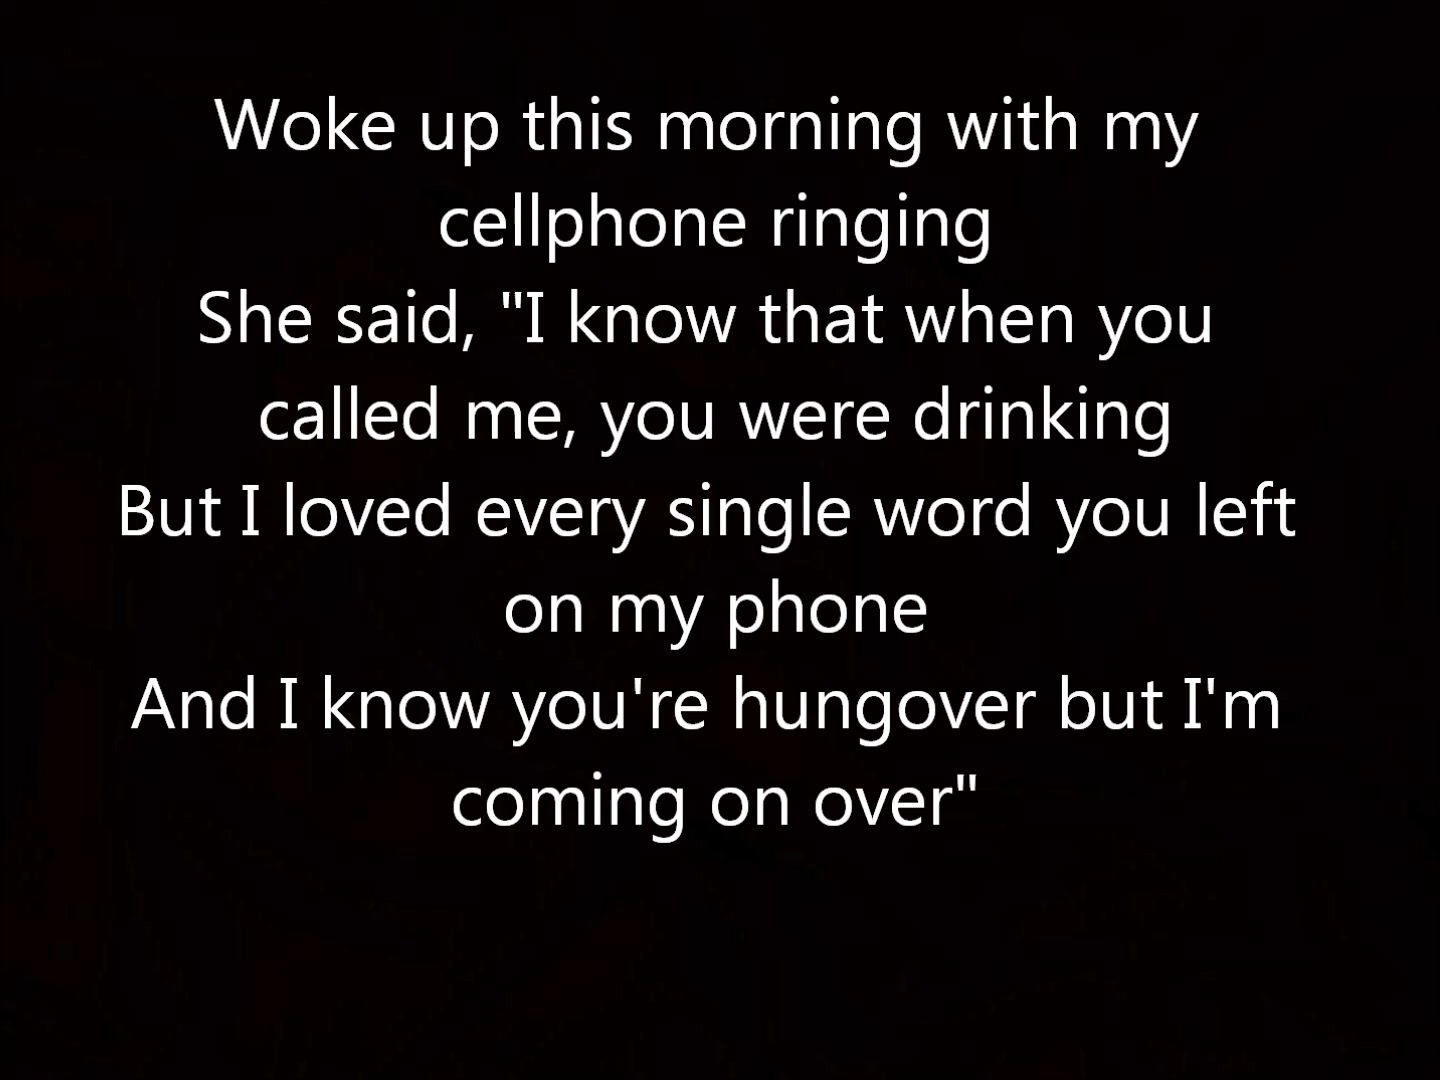 Woke up this morning with my
cellphone ringing
She said, "I know that when you
called me, you were drinking
But I loved every single word you left
on my phone
And I know you're hungover but I'm
coming on over"